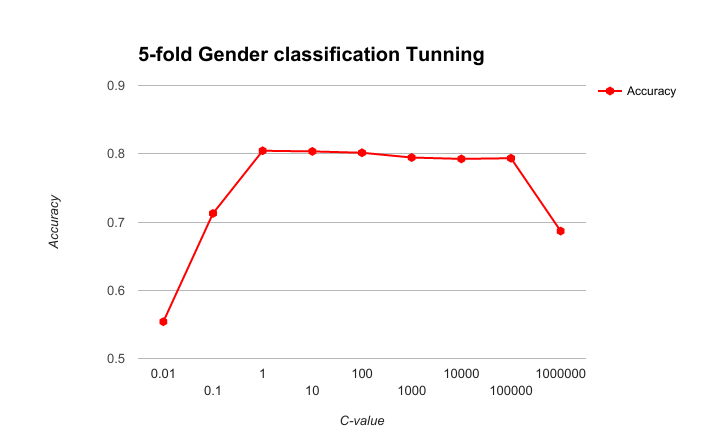 5-fold Gender classification Tunning
0.9
Accuracy
0.8
0.7
Accuracy
0.6
0.5
0.01 1 100 10000 1000000
0.1 10 1000 100000
C-value